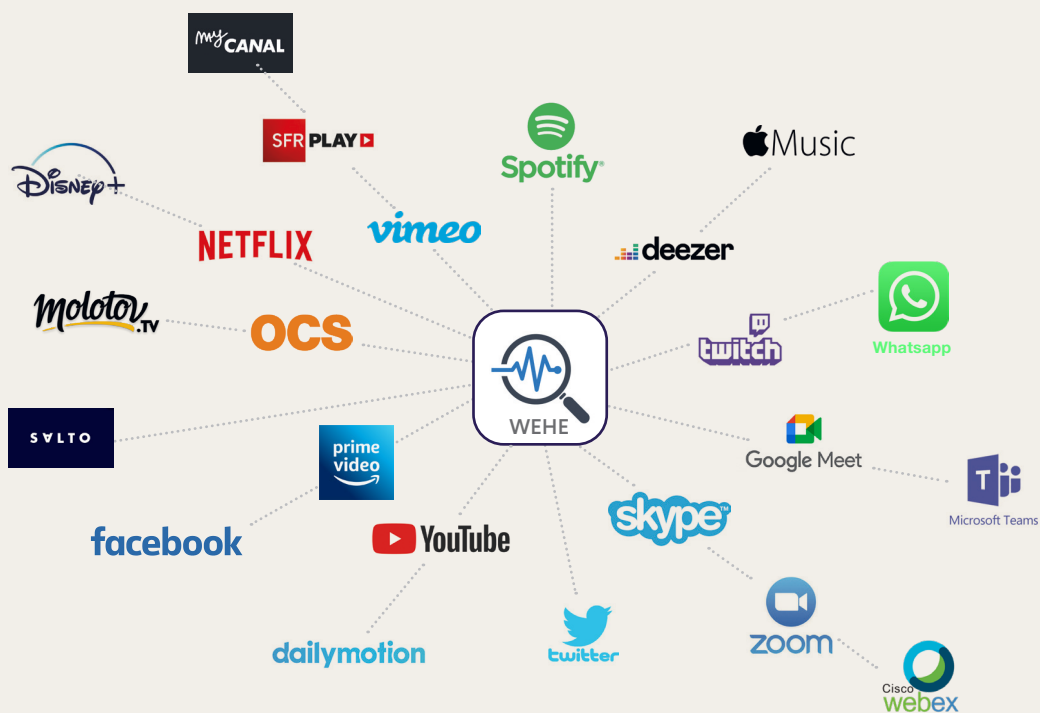 my CANAL
SFR PLAY
Spotify®
Music
Disney+
NETFLIX
vimeo
deezer
molotov.TV
OCS
twitch
Whatsapp
WEHE
SALTO
prime
video
Google Meet
T
Microsoft Teams
facebook
YouTube
skype™
dailymotion
twitter
zoom
Cisco
webex